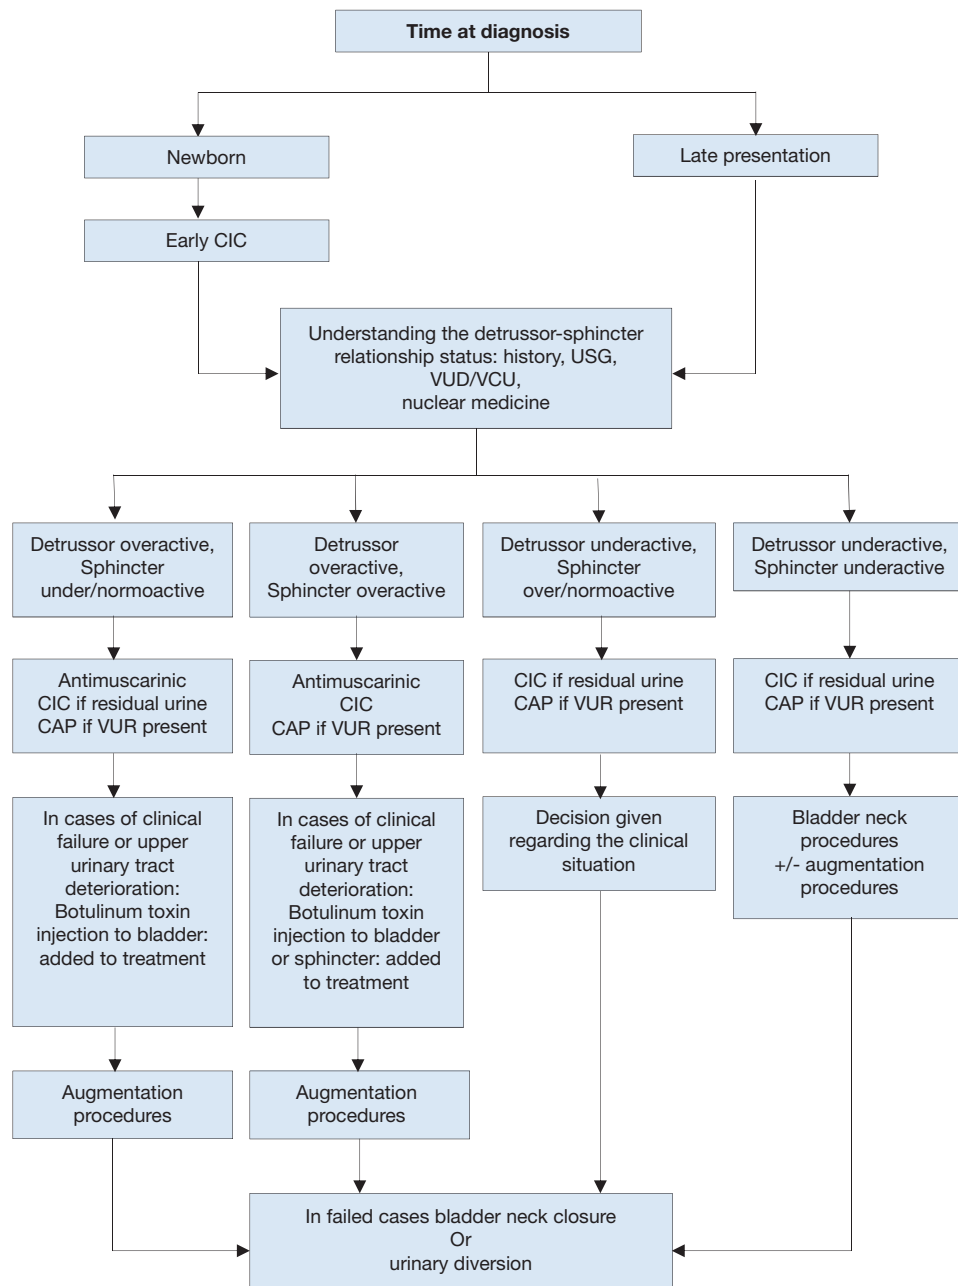 Time at diagnosis
Newborn
Late presentation
Early CIC
Understanding the detrussor-sphincter
relationship status: history, USG,
VUD/VCU,
nuclear medicine
Detrussor overactive,
Sphincter
under/normoactive
Detrussor
overactive,
Sphincter overactive
Detrussor underactive,
Sphincter
over/normoactive
Detrussor underactive,
Sphincter underactive
Antimuscarinic
CIC if residual urine
CAP if VUR present
Antimuscarinic
CIC
CAP if VUR present
CIC if residual urine
CAP if VUR present
CIC if residual urine
CAP if VUR present
In cases of clinical
failure or upper
urinary tract
deterioration:
Botulinum toxin
injection to bladder:
added to treatment
In cases of clinical
failure or upper
urinary tract
deterioration:
Botulinum toxin
injection to bladder
or sphincter: added
to treatment
Decision given
regarding the clinical
situation
Bladder neck
procedures
+/- augmentation
procedures
Augmentation
procedures
Augmentation
procedures
In failed cases bladder neck closure
Or
urinary diversion